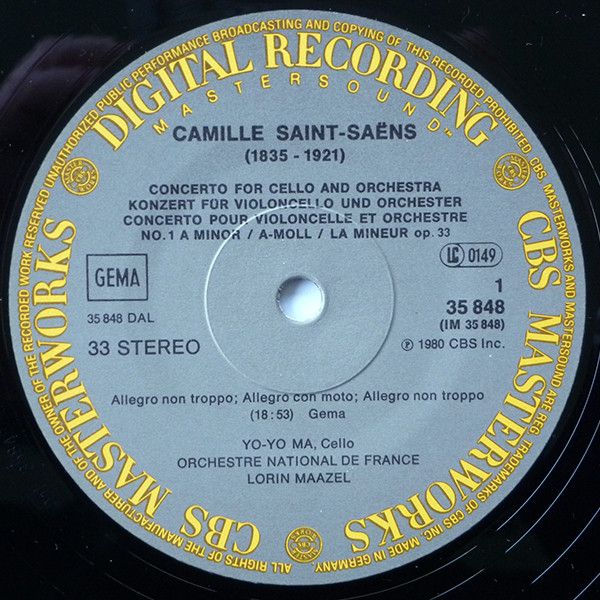 ALL RIGHTS OF THE MANUFACTURER AND OF THE OWNER OF THE RECORDED WORK RESERVED UNAUTHORIZED PUBLIC PERFORMANCE BROADCASTING AND COPYING OF THIS RECORDING PROHIBITED. CBS, MASTERWORKS AND MASTERSOUND ARE REG. TRADEMARKS OF CBS INC. MADE IN GERMANY.
DIGITAL RECORDING
MASTERSOUND™
CAMILLE SAINT-SAËNS
(1835 - 1921)
CONCERTO FOR CELLO AND ORCHESTRA
KONZERT FÜR VIOLONCELLO UND ORCHESTER
CONCERTO POUR VIOLONCELLE ET ORCHESTRE
NO. 1 A MINOR / A-MOLL / LA MINEUR op. 33
GEMA
LC 0149
35 848 DAL
1
35 848
(IM 35 848)
33 STEREO
℗ 1980 CBS Inc.
Allegro non troppo; Allegro con moto; Allegro non troppo
(18:53) Gema
YO-YO MA, Cello
ORCHESTRE NATIONAL DE FRANCE
LORIN MAAZEL
CBS MASTERWORKS
CBS MASTERWORKS